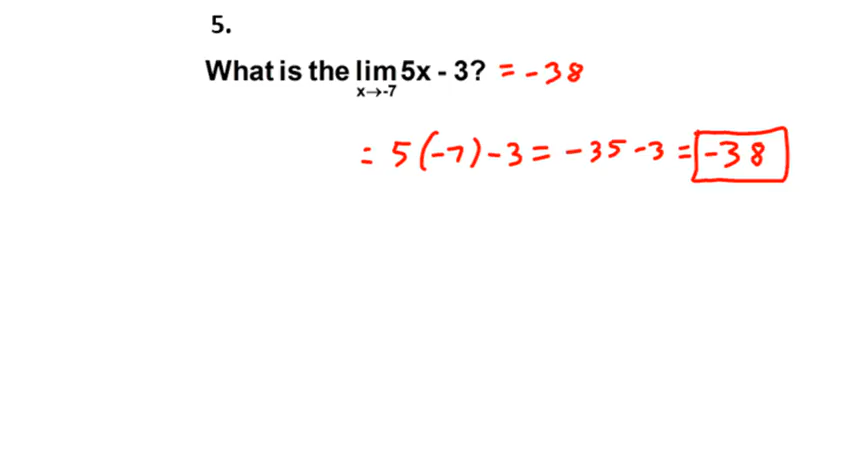 5.
What is the lim 5x - 3? = -38
x→-7
= 5(-7) - 3 = -35 - 3 = -38